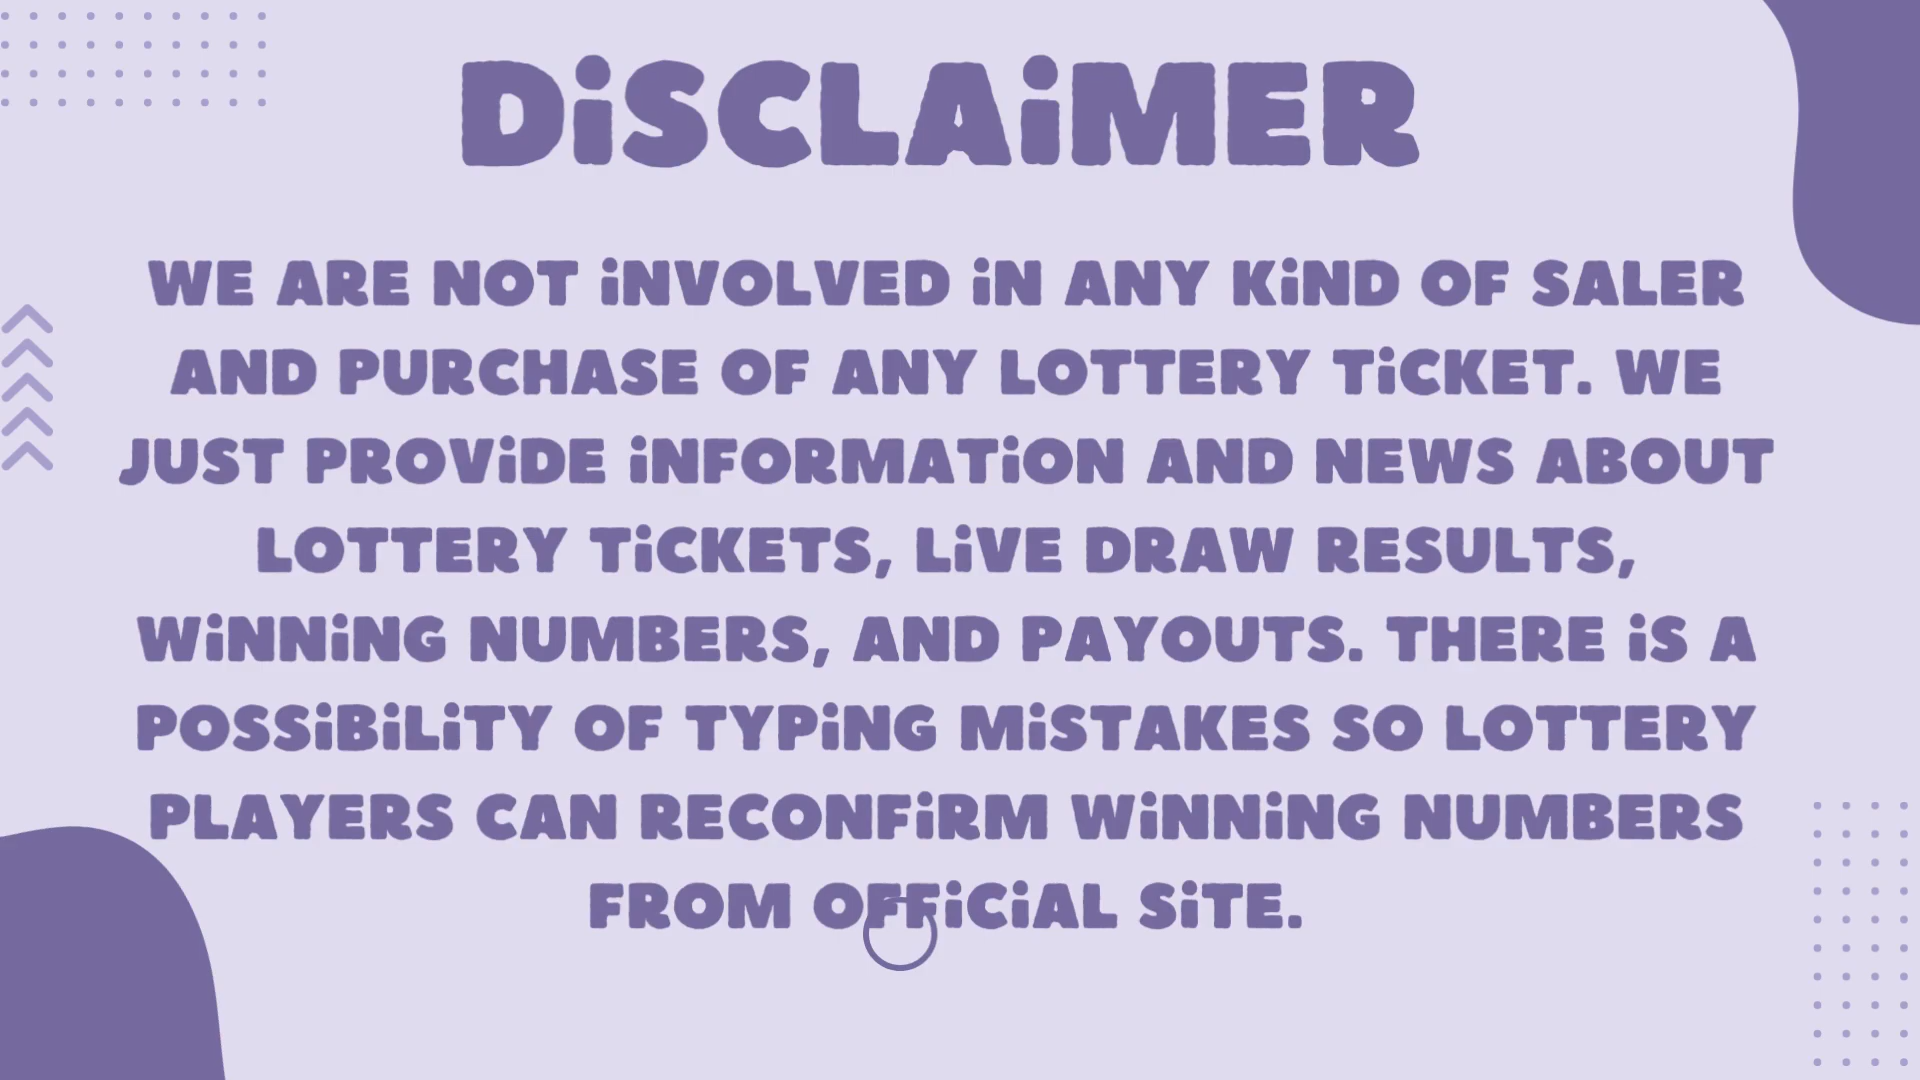 DiSCLAiMER
WE ARE NOT iNVOLVED iN ANY KiND OF SALER
AND PURCHASE OF ANY LOTTERY TiCKET. WE
JUST PROViDE iNFORMATiON AND NEWS ABOUT
LOTTERY TiCKETS, LiVE DRAW RESULTS,
WiNNiNG NUMBERS, AND PAYOUTS. THERE iS A
POSSiBiLiTY OF TYPiNG MiSTAKES SO LOTTERY
PLAYERS CAN RECONFiRM WiNNiNG NUMBERS
FROM OFFiCiAL SiTE.